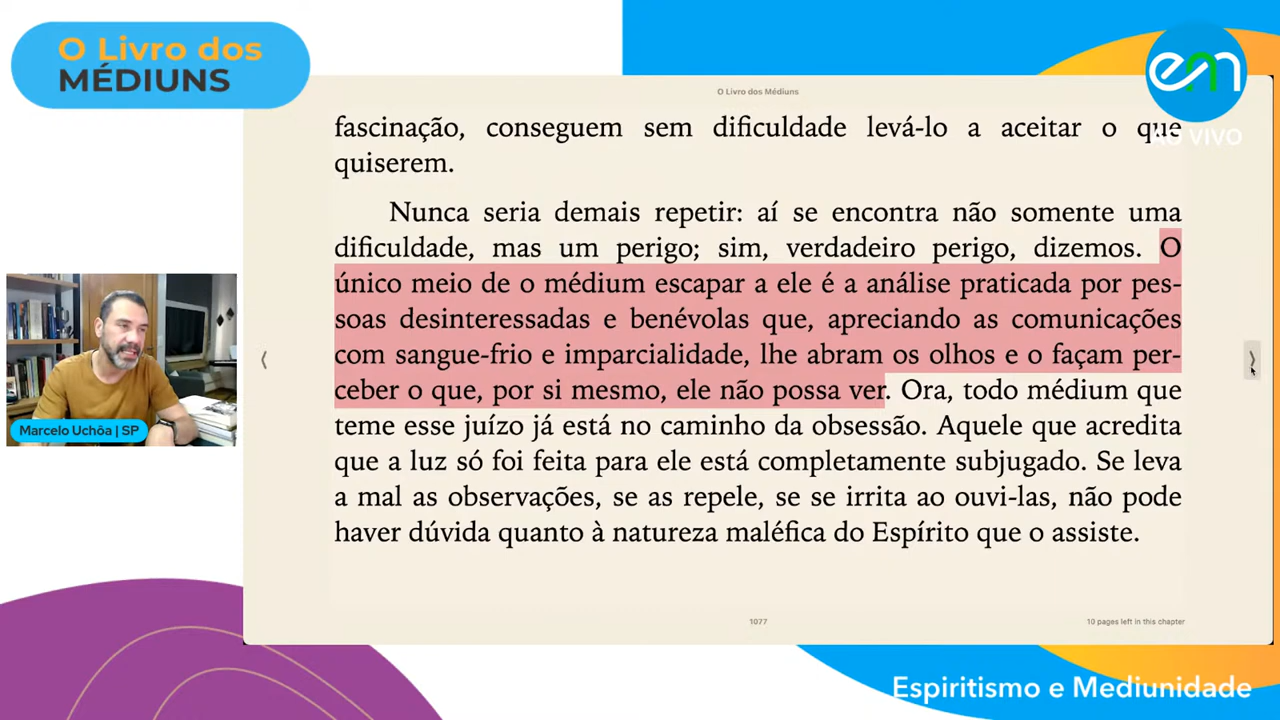 O Livro dos
MÉDIUNS
em
AO VIVO
O Livro dos Médiuns
fascinação, conseguem sem dificuldade levá-lo a aceitar o que
quiserem.
Nunca seria demais repetir: aí se encontra não somente uma
dificuldade, mas um perigo; sim, verdadeiro perigo, dizemos. O
único meio de o médium escapar a ele é a análise praticada por pes-
soas desinteressadas e benévolas que, apreciando as comunicações
com sangue-frio e imparcialidade, lhe abram os olhos e o façam per-
ceber o que, por si mesmo, ele não possa ver. Ora, todo médium que
teme esse juízo já está no caminho da obsessão. Aquele que acredita
que a luz só foi feita para ele está completamente subjugado. Se leva
a mal as observações, se as repele, se se irrita ao ouvi-las, não pode
haver dúvida quanto à natureza maléfica do Espírito que o assiste.
Marcelo Uchôa | SP
1077
10 pages left in this chapter
Espiritismo e Mediunidade